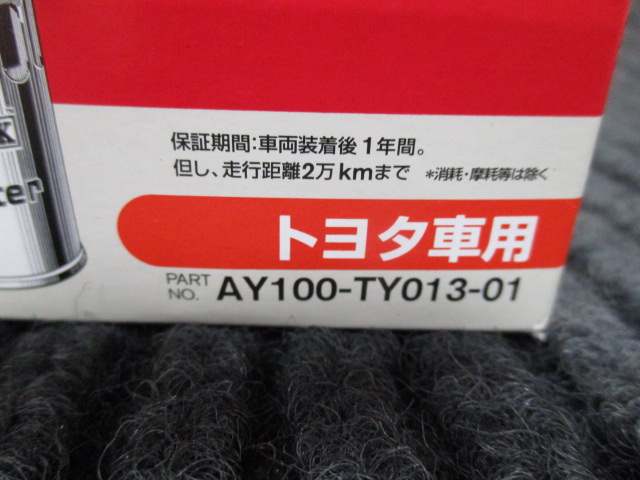 保証期間:車両装着後1年間。
但し、走行距離2万kmまで *消耗・摩耗等は除く
トヨタ車用
PART NO. AY100-TY013-01